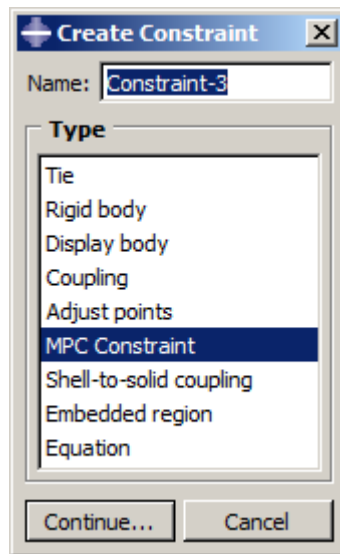 Create Constraint
Name: Constraint-3
Type
Tie
Rigid body
Display body
Coupling
Adjust points
MPC Constraint
Shell-to-solid coupling
Embedded region
Equation
Continue... Cancel